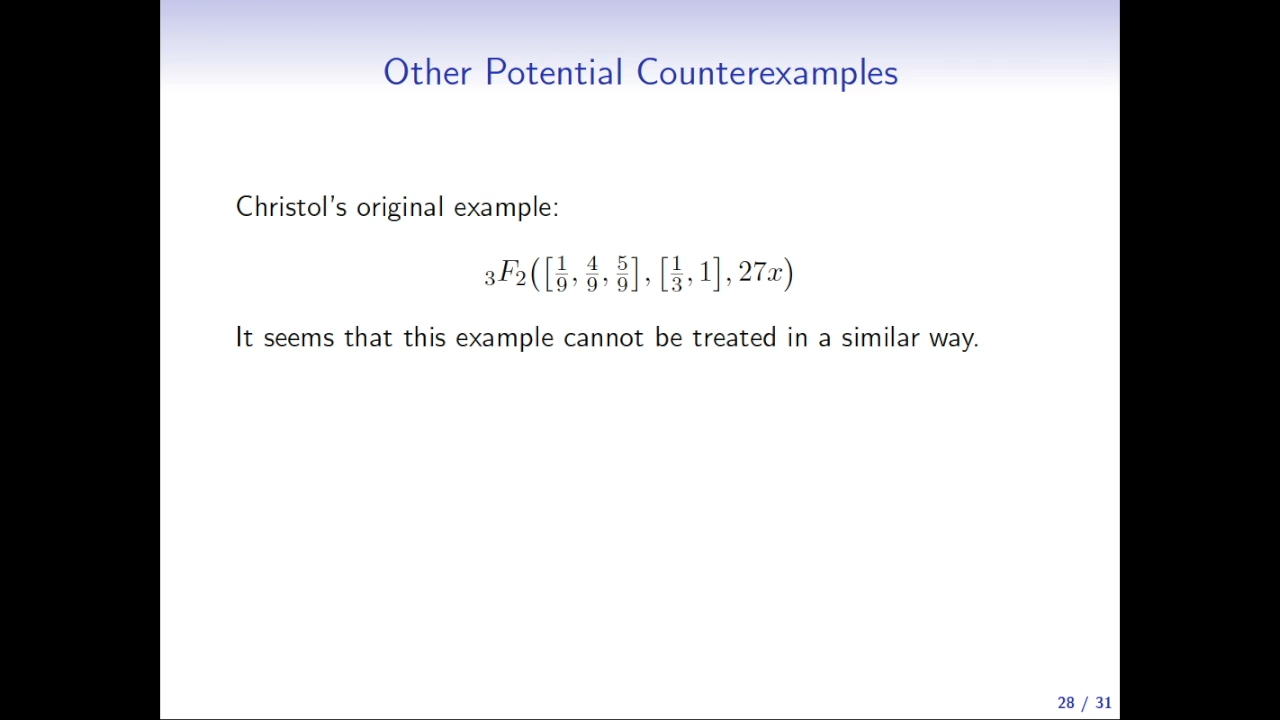 Other Potential Counterexamples
Christol's original example:
₃F₂([1/9, 4/9, 5/9], [1/3, 1], 27x)
It seems that this example cannot be treated in a similar way.
28 / 31